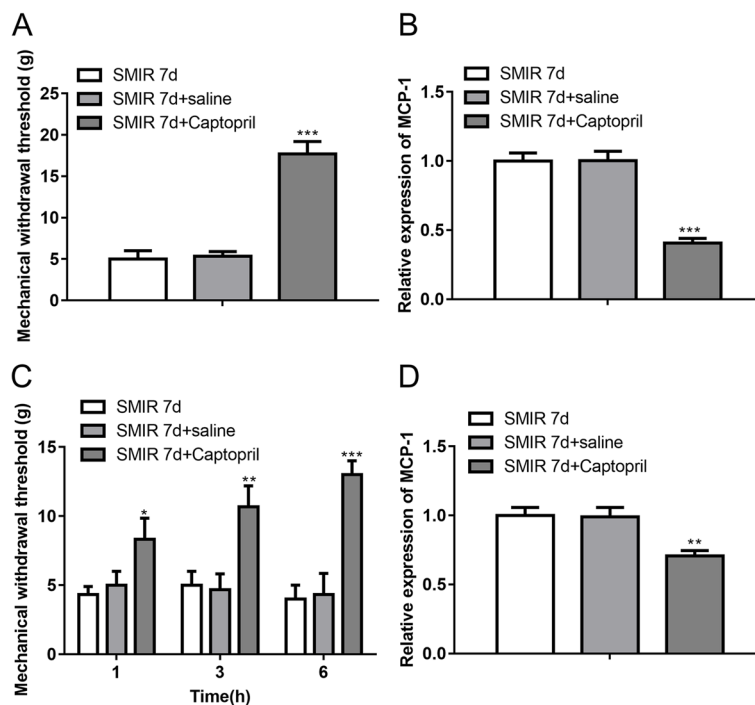 A
Mechanical withdrawal threshold (g)
SMIR 7d
SMIR 7d+saline
SMIR 7d+Captopril
25
20
15
10
5
0
***
B
Relative expression of MCP-1
SMIR 7d
SMIR 7d+saline
SMIR 7d+Captopril
1.5
1.0
0.5
0.0
***
C
Mechanical withdrawal threshold (g)
SMIR 7d
SMIR 7d+saline
SMIR 7d+Captopril
15
10
5
0
*
**
***
1 3 6
Time(h)
D
Relative expression of MCP-1
SMIR 7d
SMIR 7d+saline
SMIR 7d+Captopril
1.5
1.0
0.5
0.0
**